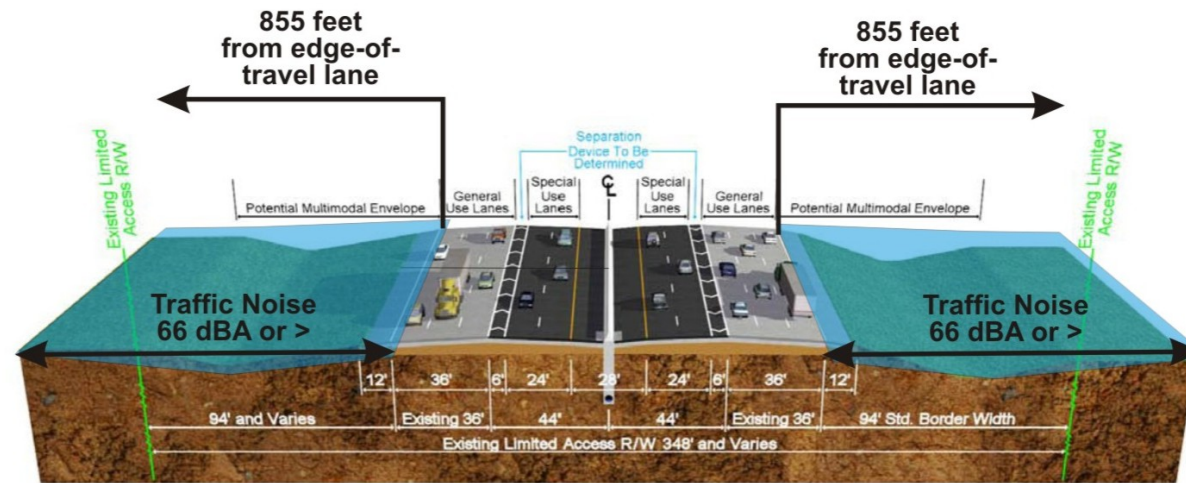 855 feet
from edge-of-
travel lane
855 feet
from edge-of-
travel lane
Separation
Device To Be
Determined
Existing Limited
Access R/W
Potential Multimodal Envelope
General
Use Lanes
Special
Use
Lanes
CL
Special
Use
Lanes
General
Use Lanes
Potential Multimodal Envelope
Existing Limited
Access R/W
Traffic Noise
66 dBA or >
Traffic Noise
66 dBA or >
12' 36' 6' 24' 28' 24' 6' 36' 12'
94' and Varies Existing 36' 44' 44' Existing 36' 94' Std. Border Width
Existing Limited Access R/W 348' and Varies